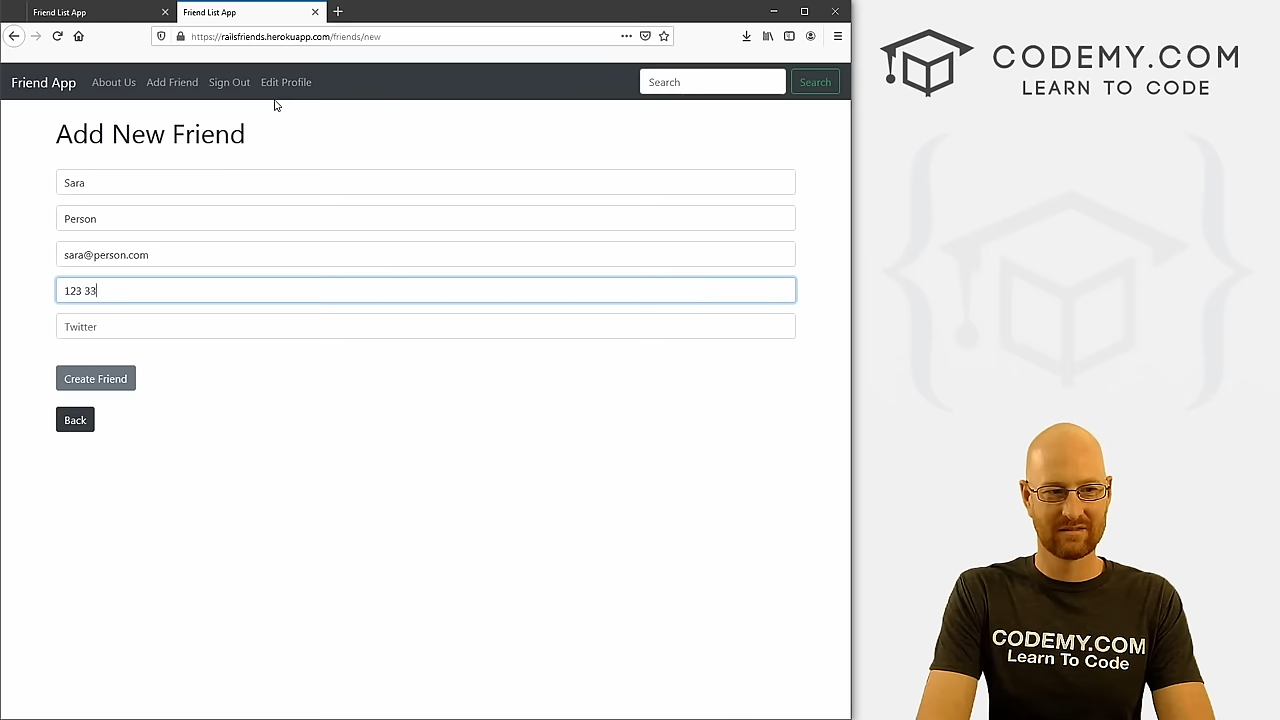 Friend List App
Friend List App
https://railsfriends.herokuapp.com/friends/new
Friend App About Us Add Friend Sign Out Edit Profile Search Search
Add New Friend
Sara
Person
sara@person.com
123 33
Twitter
Create Friend
Back
CODEMY.COM
LEARN TO CODE
CODEMY.COM
Learn To Code